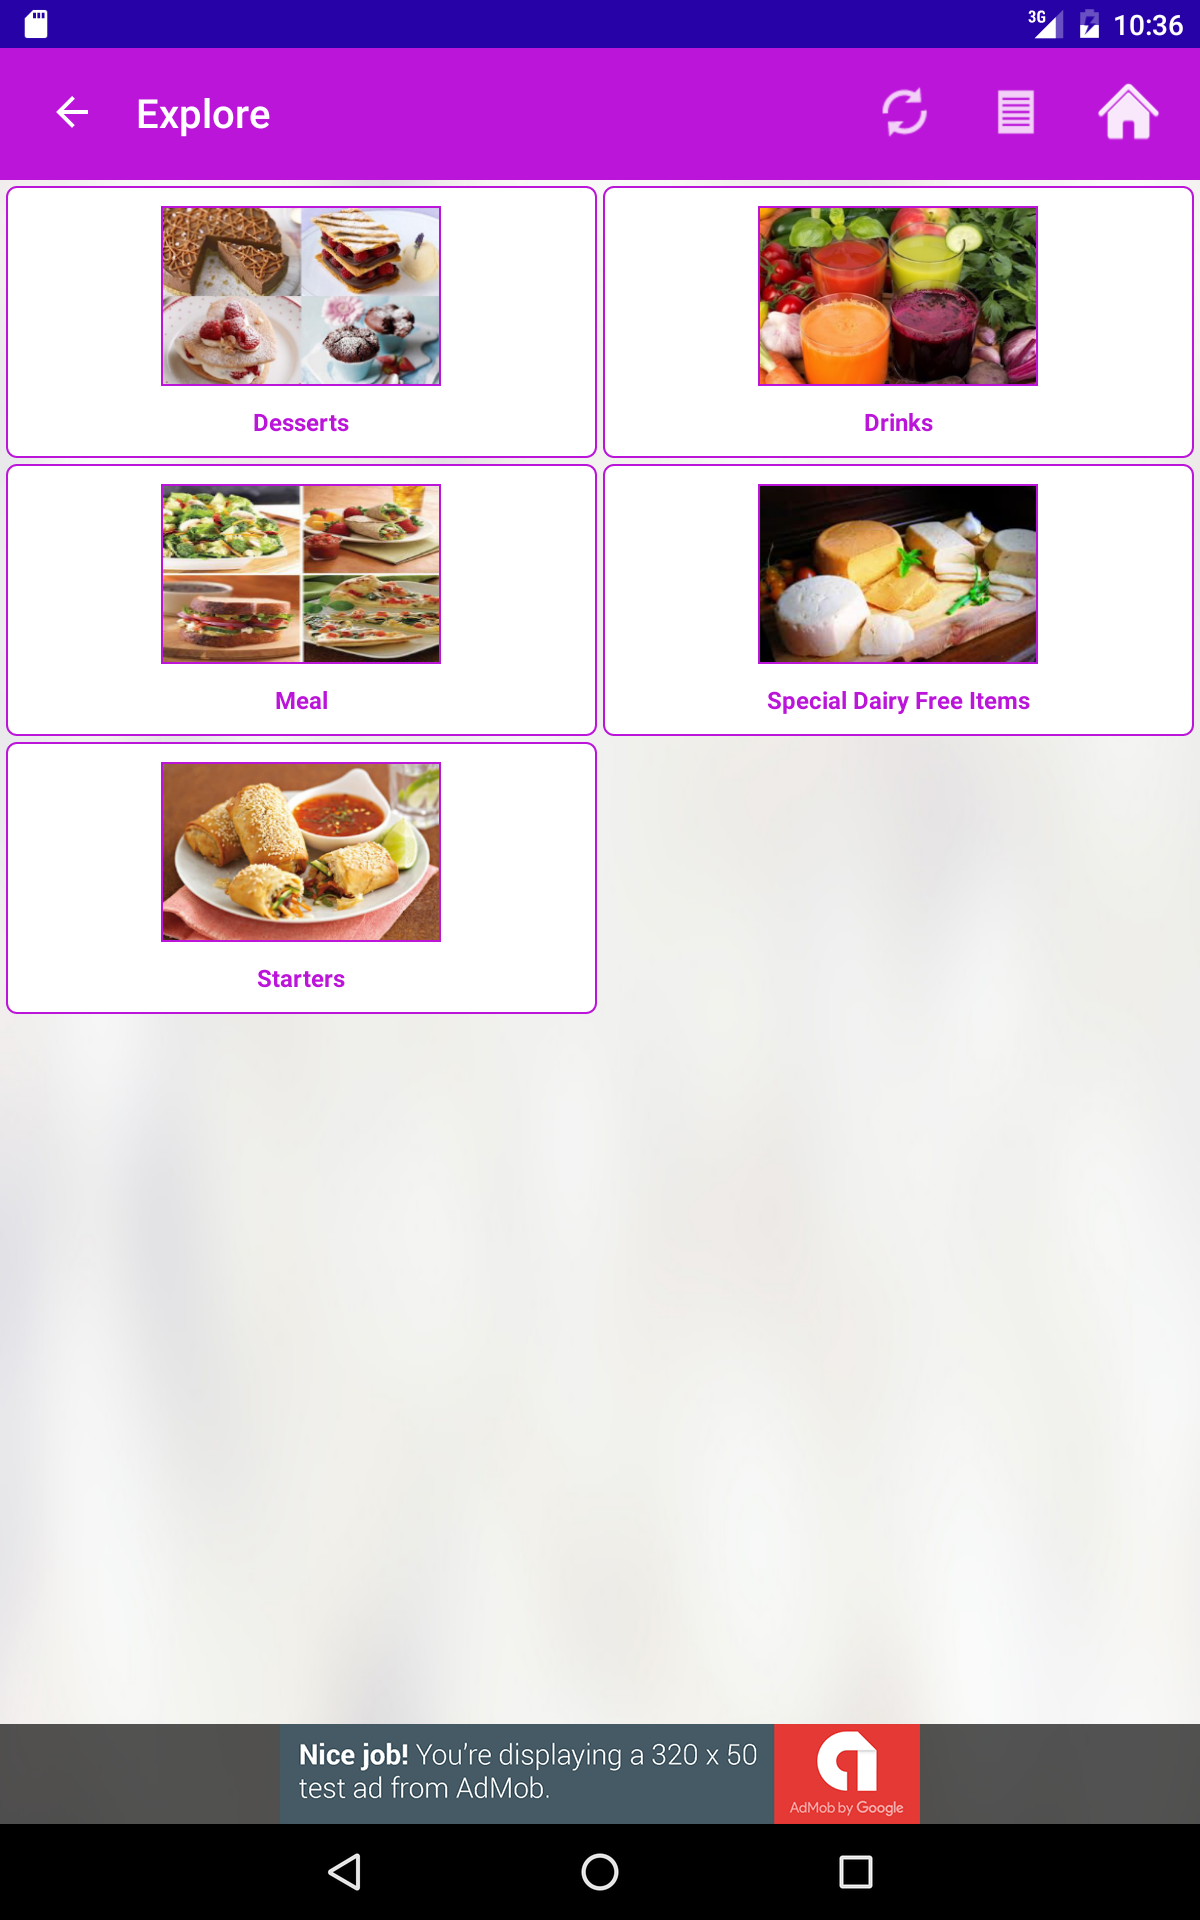 3G 10:36
Explore
Desserts
Drinks
Meal
Special Dairy Free Items
Starters
Nice job! You're displaying a 320 x 50
test ad from AdMob.
AdMob by Google